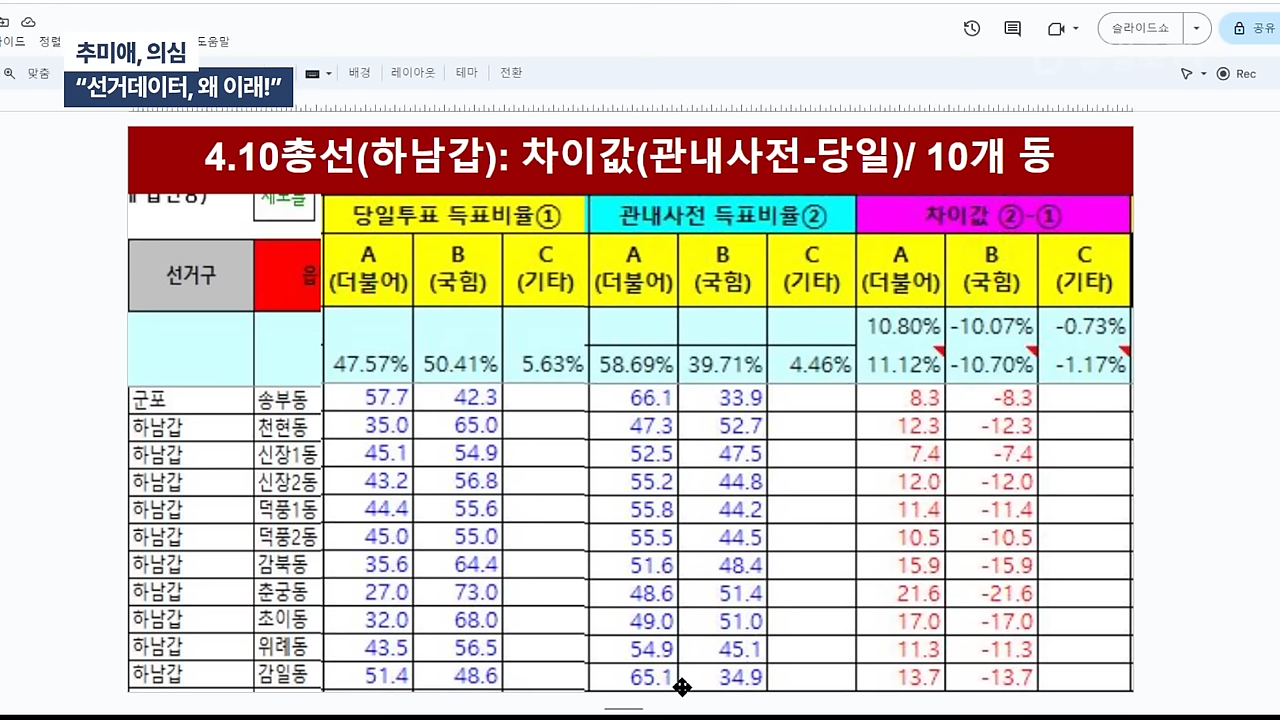 이드 정렬 도움말
슬라이드쇼 공유
추미애, 의심
“선거데이터, 왜 이래!”
맞춤 배경 레이아웃 테마 전환 Rec
4.10총선(하남갑): 차이값(관내사전-당일)/ 10개 동
당일투표 득표비율① 관내사전 득표비율② 차이값 ②-①
선거구 읍 A (더불어) B (국힘) C (기타) A (더불어) B (국힘) C (기타) A (더불어) B (국힘) C (기타)
10.80% -10.07% -0.73%
47.57% 50.41% 5.63% 58.69% 39.71% 4.46% 11.12% -10.70% -1.17%
군포 송부동 57.7 42.3 66.1 33.9 8.3 -8.3
하남갑 천현동 35.0 65.0 47.3 52.7 12.3 -12.3
하남갑 신장1동 45.1 54.9 52.5 47.5 7.4 -7.4
하남갑 신장2동 43.2 56.8 55.2 44.8 12.0 -12.0
하남갑 덕풍1동 44.4 55.6 55.8 44.2 11.4 -11.4
하남갑 덕풍2동 45.0 55.0 55.5 44.5 10.5 -10.5
하남갑 감북동 35.6 64.4 51.6 48.4 15.9 -15.9
하남갑 춘궁동 27.0 73.0 48.6 51.4 21.6 -21.6
하남갑 초이동 32.0 68.0 49.0 51.0 17.0 -17.0
하남갑 위례동 43.5 56.5 54.9 45.1 11.3 -11.3
하남갑 감일동 51.4 48.6 65.1 34.9 13.7 -13.7